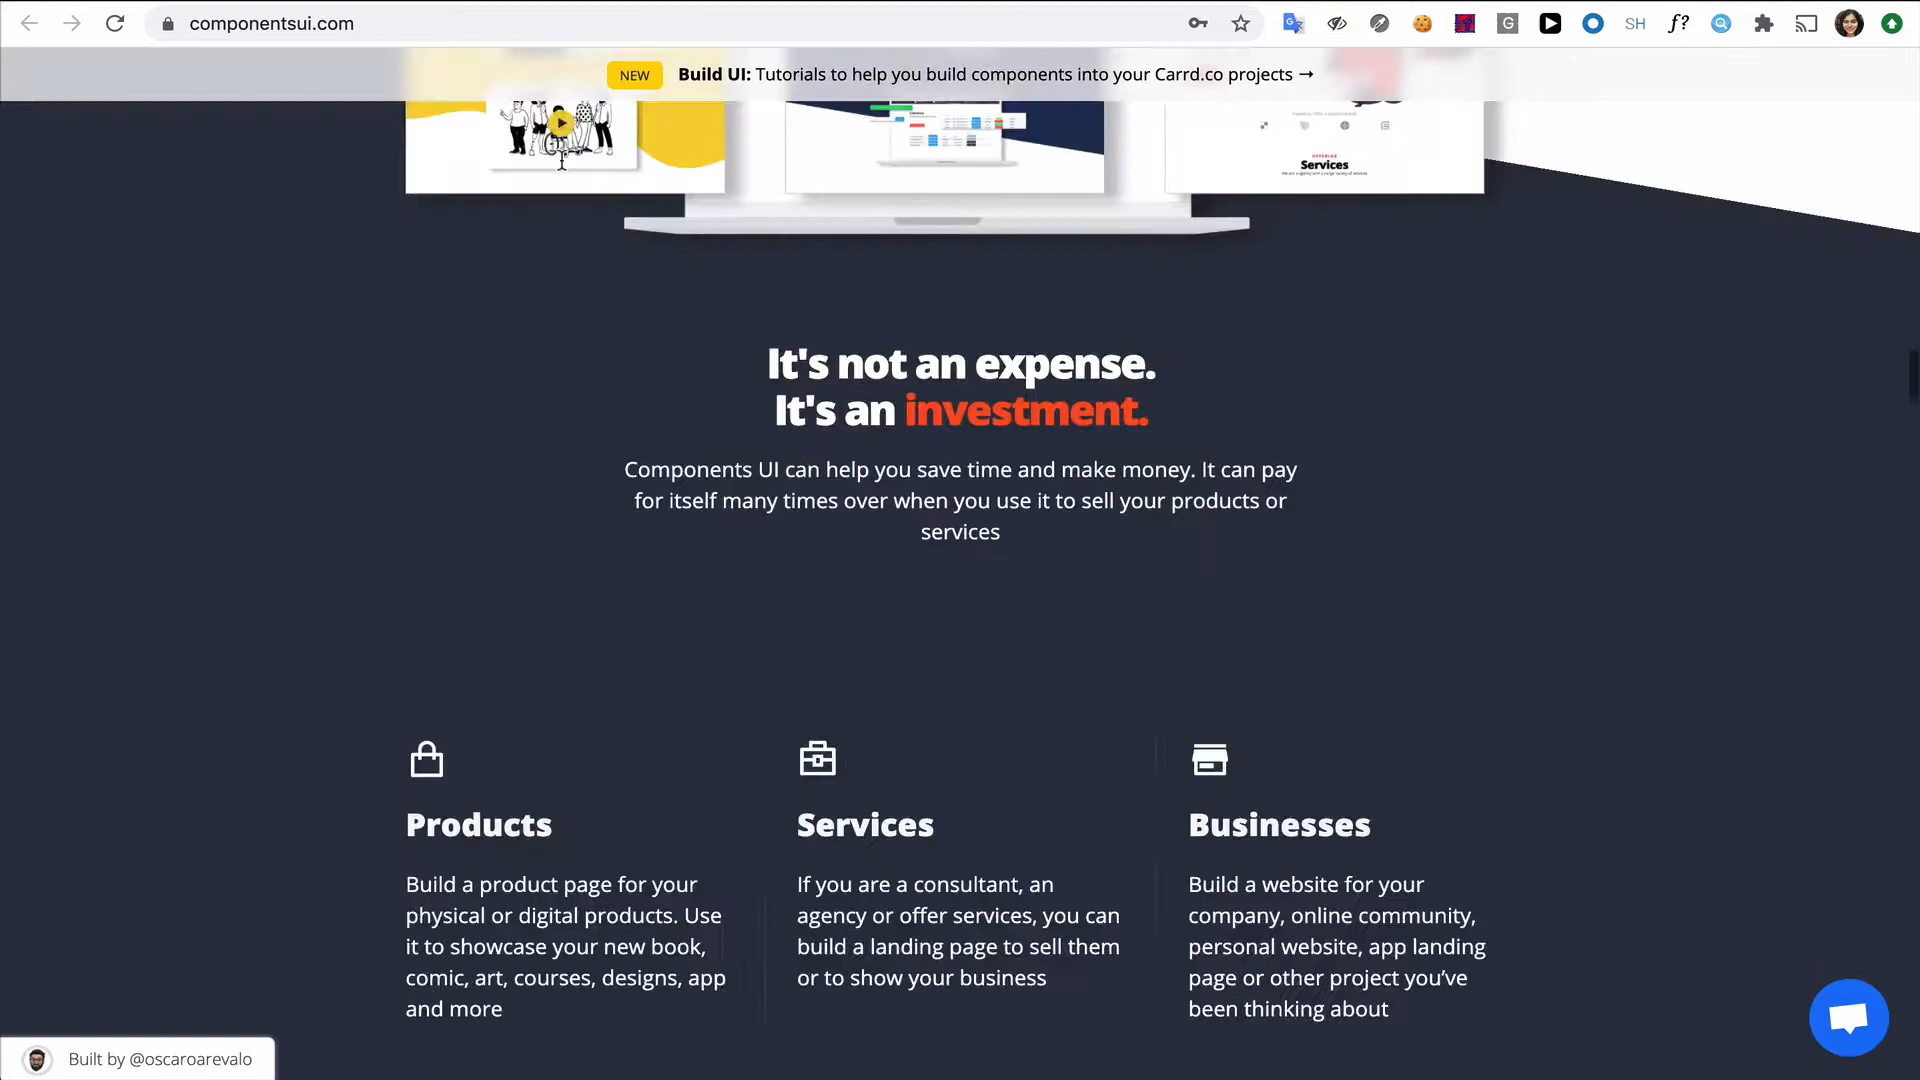 componentsui.com
G
SH
f?
NEW Build UI: Tutorials to help you build components into your Carrd.co projects →
Services
It's not an expense.
It's an investment.
Components UI can help you save time and make money. It can pay
for itself many times over when you use it to sell your products or
services
Products
Build a product page for your
physical or digital products. Use
it to showcase your new book,
comic, art, courses, designs, app
and more
Services
If you are a consultant, an
agency or offer services, you can
build a landing page to sell them
or to show your business
Businesses
Build a website for your
company, online community,
personal website, app landing
page or other project you’ve
been thinking about
Built by @oscaroarevalo